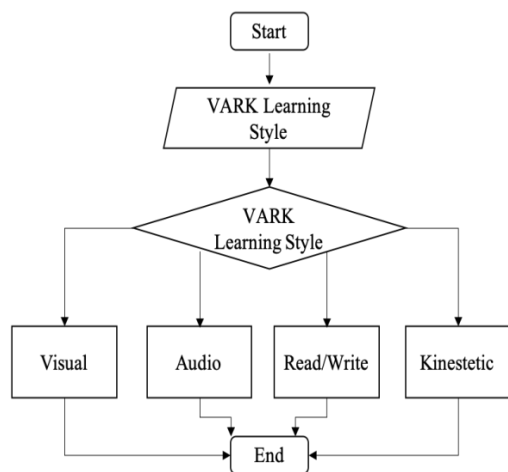 Start
VARK Learning
Style
VARK
Learning Style
Visual
Audio
Read/Write
Kinestetic
End